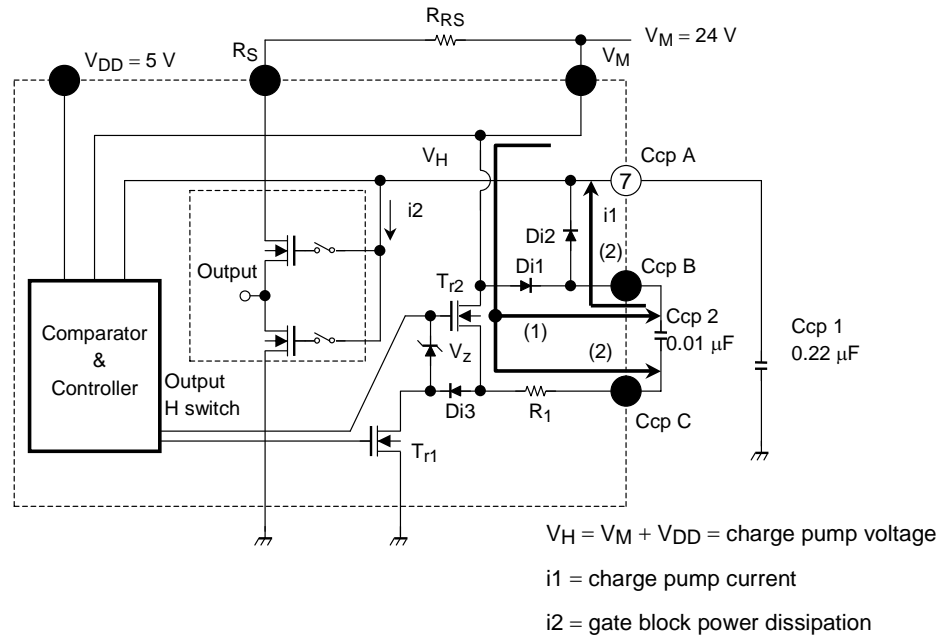 R_RS
V_M = 24 V
R_S
V_DD = 5 V
V_M
V_H
Ccp A
7
i1
i2
Di2
(2)
Output
Di1
Ccp B
T_r2
Ccp 2
0.01 μF
(1)
Comparator
&
Controller
V_z
(2)
Ccp 1
0.22 μF
Output
H switch
Di3
R_1
Ccp C
T_r1
V_H = V_M + V_DD = charge pump voltage
i1 = charge pump current
i2 = gate block power dissipation